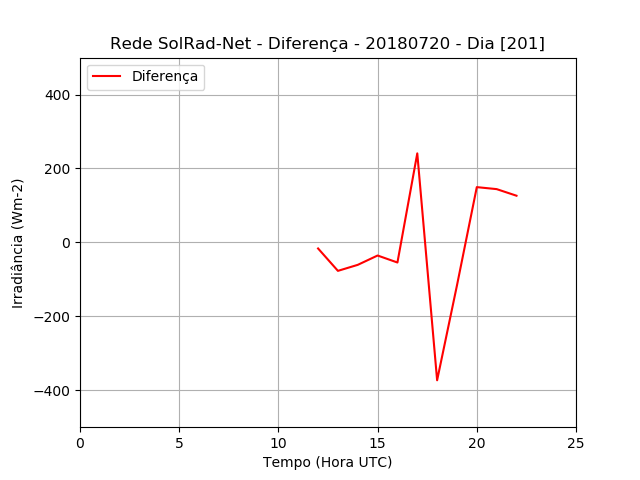 Rede SolRad-Net - Diferença - 20180720 - Dia [201]
Diferença
400
200
0
−200
−400
Irradiância (Wm-2)
0 5 10 15 20 25
Tempo (Hora UTC)